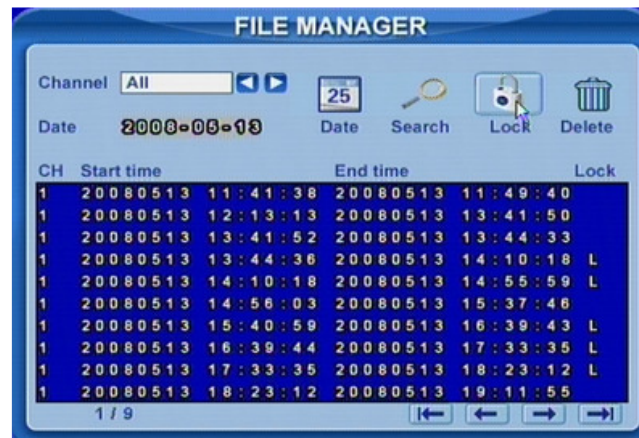 FILE MANAGER
Channel All
25
Date 2008-05-13 Date Search Lock Delete
CH Start time End time Lock
1 20080513 11:41:38 20080513 11:49:40
1 20080513 12:13:13 20080513 13:41:50
1 20080513 13:41:52 20080513 13:44:33
1 20080513 13:44:36 20080513 14:10:18 L
1 20080513 14:10:18 20080513 14:55:59 L
1 20080513 14:56:03 20080513 15:37:46
1 20080513 15:40:59 20080513 16:39:43 L
1 20080513 16:39:44 20080513 17:33:35 L
1 20080513 17:33:35 20080513 18:23:12 L
1 20080513 18:23:12 20080513 19:11:55
1 / 9